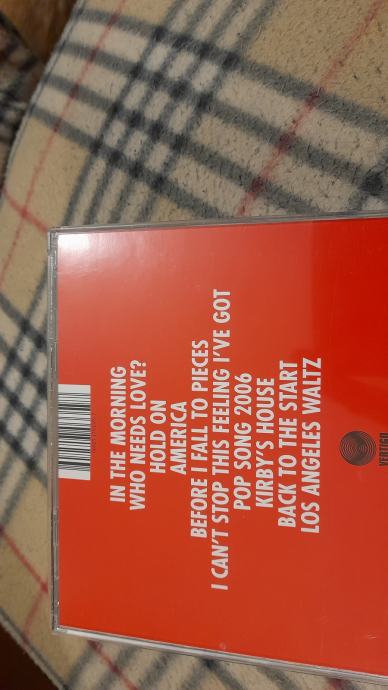 IN THE MORNING
WHO NEEDS LOVE?
HOLD ON
AMERICA
BEFORE I FALL TO PIECES
I CAN'T STOP THIS FEELING I'VE GOT
POP SONG 2006
KIRBY'S HOUSE
BACK TO THE START
LOS ANGELES WALTZ
VERTIGO